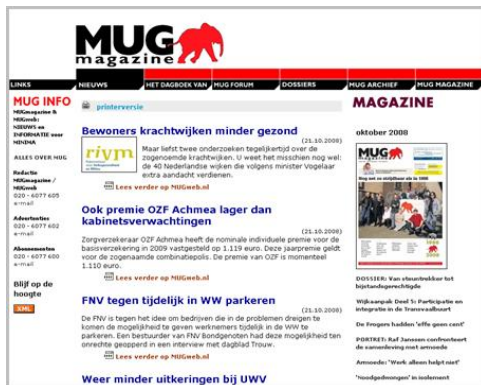 MUG
magazine
LINKS
NIEUWS
HET DAGBOEK VAN
MUG FORUM
DOSSIERS
MUG ARCHIEF
MUG MAGAZINE
MUG INFO
MUGmagazine &
MUGweb:
NIEUWS en
INFORMATIE voor
MINIMA
ALLES OVER MUG
Redactie
MUGmagazine /
MUGweb
020 - 6077 605
e-mail
Advertenties
020 - 6077 602
e-mail
Abonnementen
020 - 6077 600
e-mail
Blijf op de
hoogte
XML
printerversie
Bewoners krachtwijken minder gezond
(21.10.2008)
rivm
Maar liefst twee onderzoeken tegelijkertijd over de
zogenoemde krachtwijken. U weet het misschien nog wel:
de 40 Nederlandse wijken die volgens minister Vogelaar
extra aandacht verdienen.
Lees verder op MUGweb.nl
Ook premie OZF Achmea lager dan
kabinetsverwachtingen
(21.10.2008)
Zorgverzekeraar OZF Achmea heeft de nominale individuele premie voor de
basisverzekering in 2009 vastgesteld op 1.119 euro. Deze jaarpremie geldt
voor de zogenaamde combinatiepolis. De premie van OZF is momenteel
1.110 euro.
Lees verder op MUGweb.nl
FNV tegen tijdelijk in WW parkeren
(21.10.2008)
De FNV is tegen het idee om bedrijven die in de problemen dreigen te
komen de mogelijkheid te geven werknemers tijdelijk in de WW te
parkeren. Een bestuurder van FNV Bondgenoten had deze mogelijkheid ten
onrechte geopperd in een interview met dagblad Trouw.
Lees verder op MUGweb.nl
Weer minder uitkeringen bij UWV
MAGAZINE
oktober 2008
MUG
DOSSIER: Van steuntrekker tot
bijstandsgerechtigde
Wijkaanpak Deel 5: Participatie en
integratie in de Transvaalbuurt
De Frogers hadden 'effe geen cent'
PORTRET: Raf Janssen confronteert
de samenleving met armoede
Armoede: 'Werk alleen helpt niet'
'Noodgedwongen' in isolement